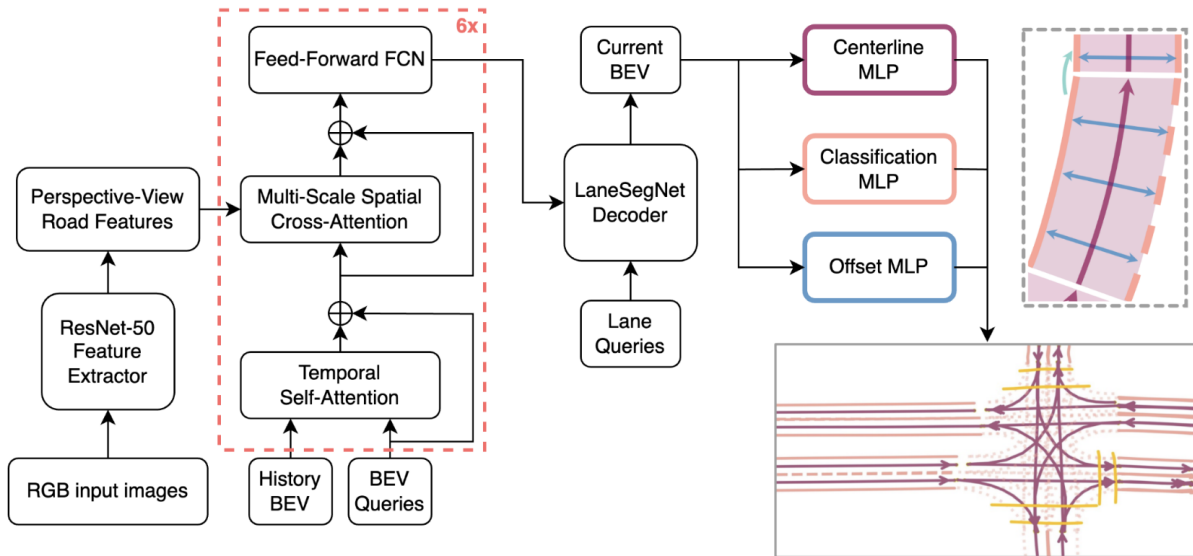 6x
Feed-Forward FCN
Current
BEV
Centerline
MLP
Perspective-View
Road Features
Multi-Scale Spatial
Cross-Attention
LaneSegNet
Decoder
Classification
MLP
Offset MLP
ResNet-50
Feature
Extractor
Temporal
Self-Attention
Lane
Queries
RGB input images
History
BEV
BEV
Queries